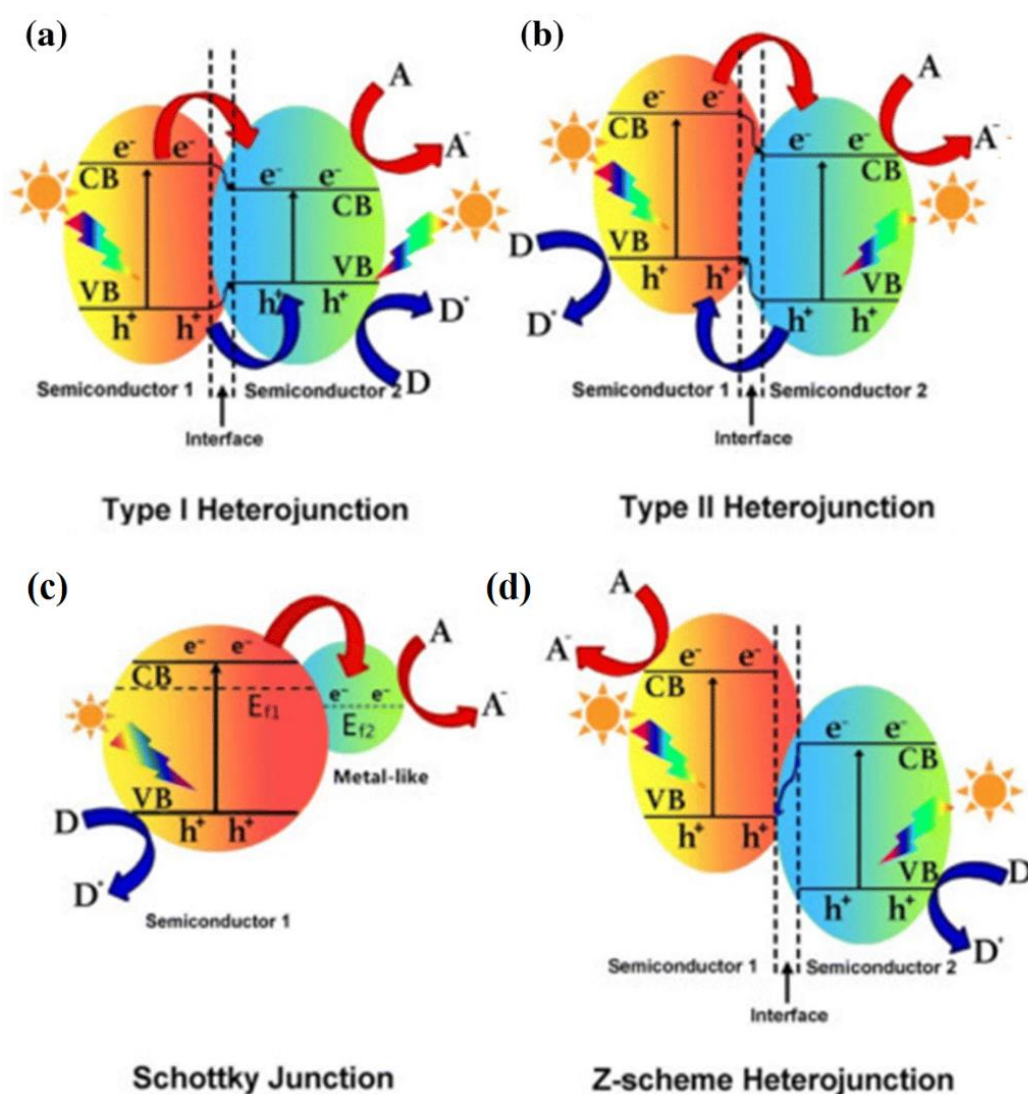 (a)
A
e⁻ e⁻
A⁻
CB
e⁻ e⁻
CB
VB
VB
h⁺ h⁺
h⁺ h⁺
D•
D
Semiconductor 1
Semiconductor 2
Interface
Type I Heterojunction
(b)
A
e⁻ e⁻
CB
e⁻ e⁻
A⁻
CB
D
VB
h⁺ h⁺
VB
D•
h⁺ h⁺
Semiconductor 1
Semiconductor 2
Interface
Type II Heterojunction
(c)
e⁻ e⁻
A
CB
Ef1
e⁻ e⁻
Ef2
A⁻
Metal-like
D
VB
h⁺ h⁺
D•
Semiconductor 1
Schottky Junction
(d)
A
A⁻
e⁻ e⁻
CB
e⁻ e⁻
CB
VB
h⁺ h⁺
VB
D
h⁺ h⁺
D•
Semiconductor 1
Semiconductor 2
Interface
Z-scheme Heterojunction